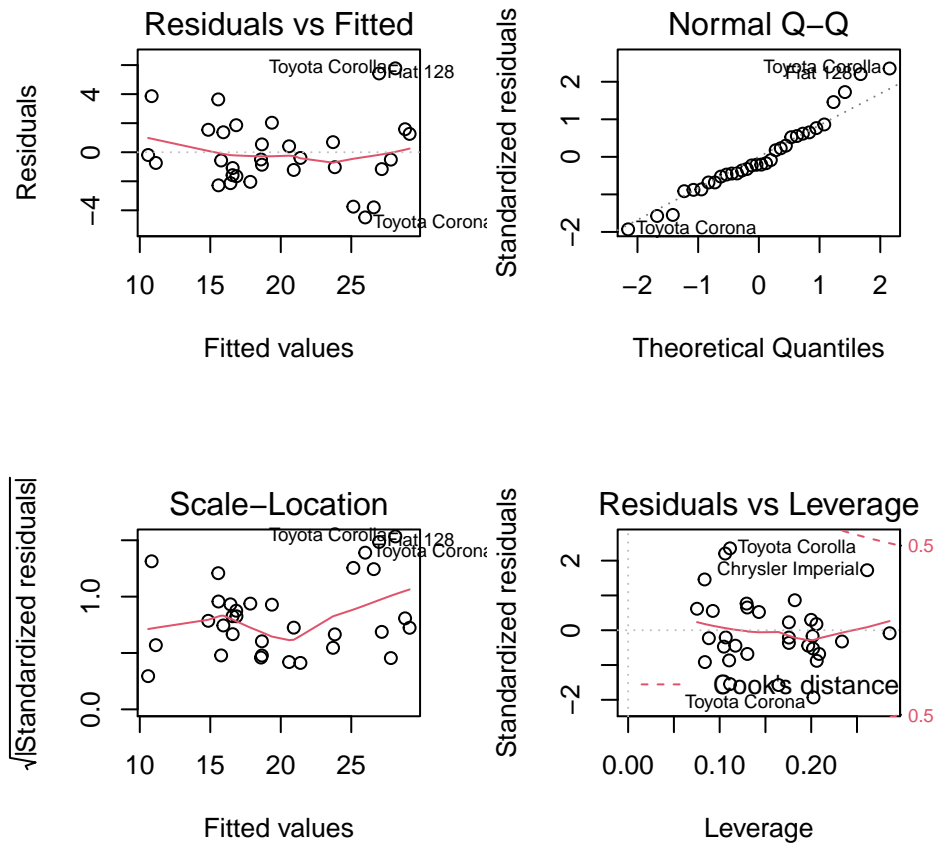 Residuals vs Fitted
Residuals
4
0
−4
Toyota Corolla
Fiat 128
Toyota Corona
10 15 20 25
Fitted values
Normal Q−Q
Standardized residuals
2
1
0
−2
Toyota Corolla
Fiat 128
Toyota Corona
−2 −1 0 1 2
Theoretical Quantiles
Scale−Location
√|Standardized residuals|
1.0
0.0
Toyota Corolla
Fiat 128
Toyota Corona
10 15 20 25
Fitted values
Residuals vs Leverage
Standardized residuals
2
0
−2
Toyota Corolla
Chrysler Imperial
Cook's distance
Toyota Corona
0.5
0.5
0.00 0.10 0.20
Leverage